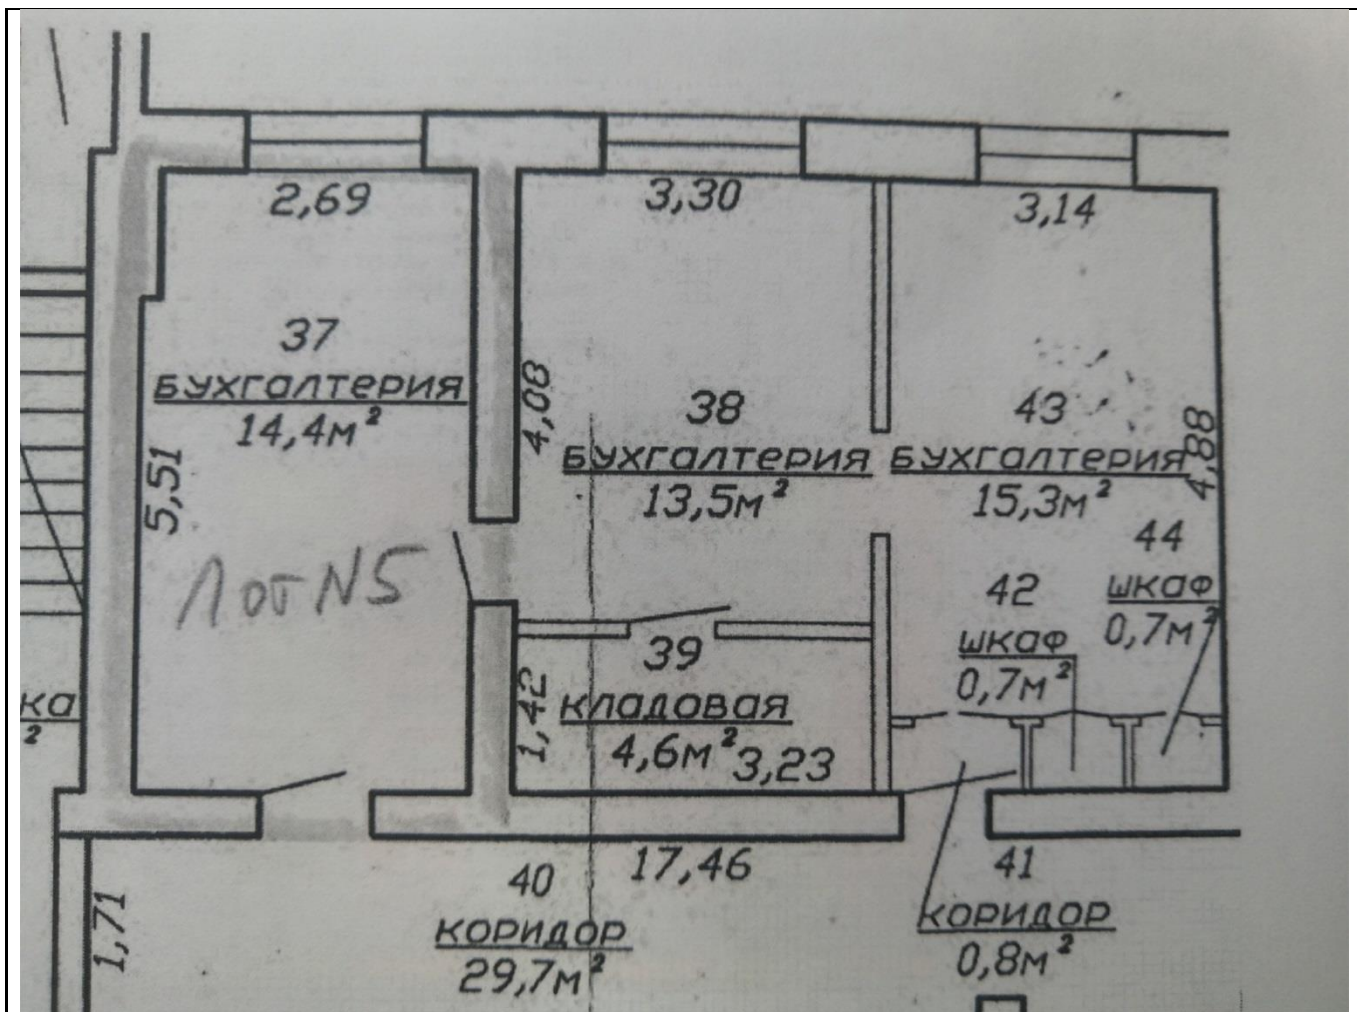 2,69
3,30
3,14
37
бухгалтерия
14,4м²
5,51
4,08
38
бухгалтерия
13,5м²
43
бухгалтерия
15,3м²
4,88
44
шкаф
0,7м²
42
шкаф
0,7м²
Лот N5
39
кладовая
4,6м²
3,23
1,42
ка
2
17,46
40
коридор
29,7м²
41
коридор
0,8м²
1,71